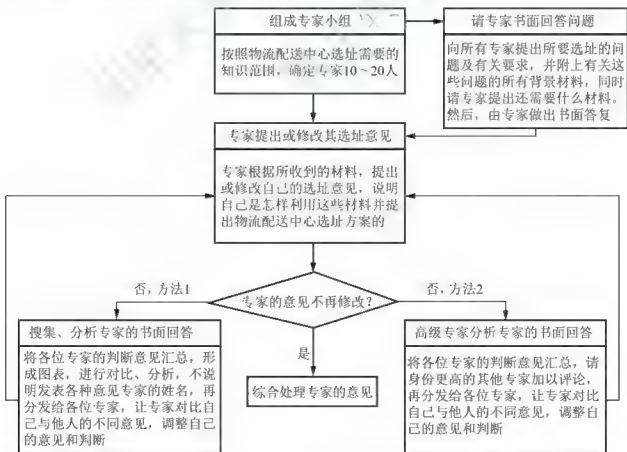 组成专家小组
按照物流配送中心选址需要的
知识范围，确定专家10～20人
请专家书面回答问题
向所有专家提出所要选址的问
题及有关要求，并附上有关这
些问题的所有背景材料，同时
请专家提出还需要什么材料。
然后，由专家做出书面答复
专家提出或修改其选址意见
专家根据所收到的材料，提出
或修改自己的选址意见，说明
自己是怎样利用这些材料并提
出物流配送中心选址方案的
否，方法1
专家的意见不再修改？
否，方法2
搜集、分析专家的书面回答
将各位专家的判断意见汇总，形
成图表，进行对比、分析，不说
明发表各种意见专家的姓名，再
分发给各位专家，让专家对比自
己与他人的不同意见，调整自己
的意见和判断
是
综合处理专家的意见
高级专家分析专家的书面回答
将各位专家的判断意见汇总，请
身份更高的其他专家加以评论，
再分发给各位专家，让专家对比
自己与他人的不同意见，调整自
己的意见和判断